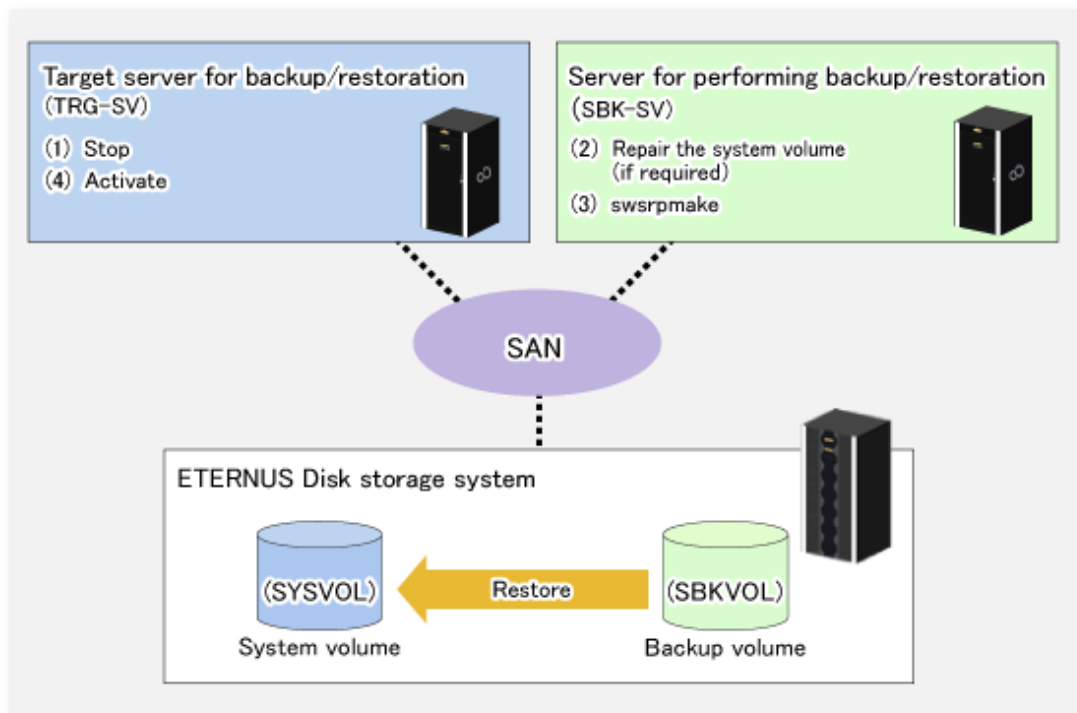 Target server for backup/restoration
(TRG-SV)
(1) Stop
(4) Activate
Server for performing backup/restoration
(SBK-SV)
(2) Repair the system volume
(if required)
(3) swsrpmake
SAN
ETERNUS Disk storage system
(SYSVOL)
Restore
(SBKVOL)
System volume
Backup volume